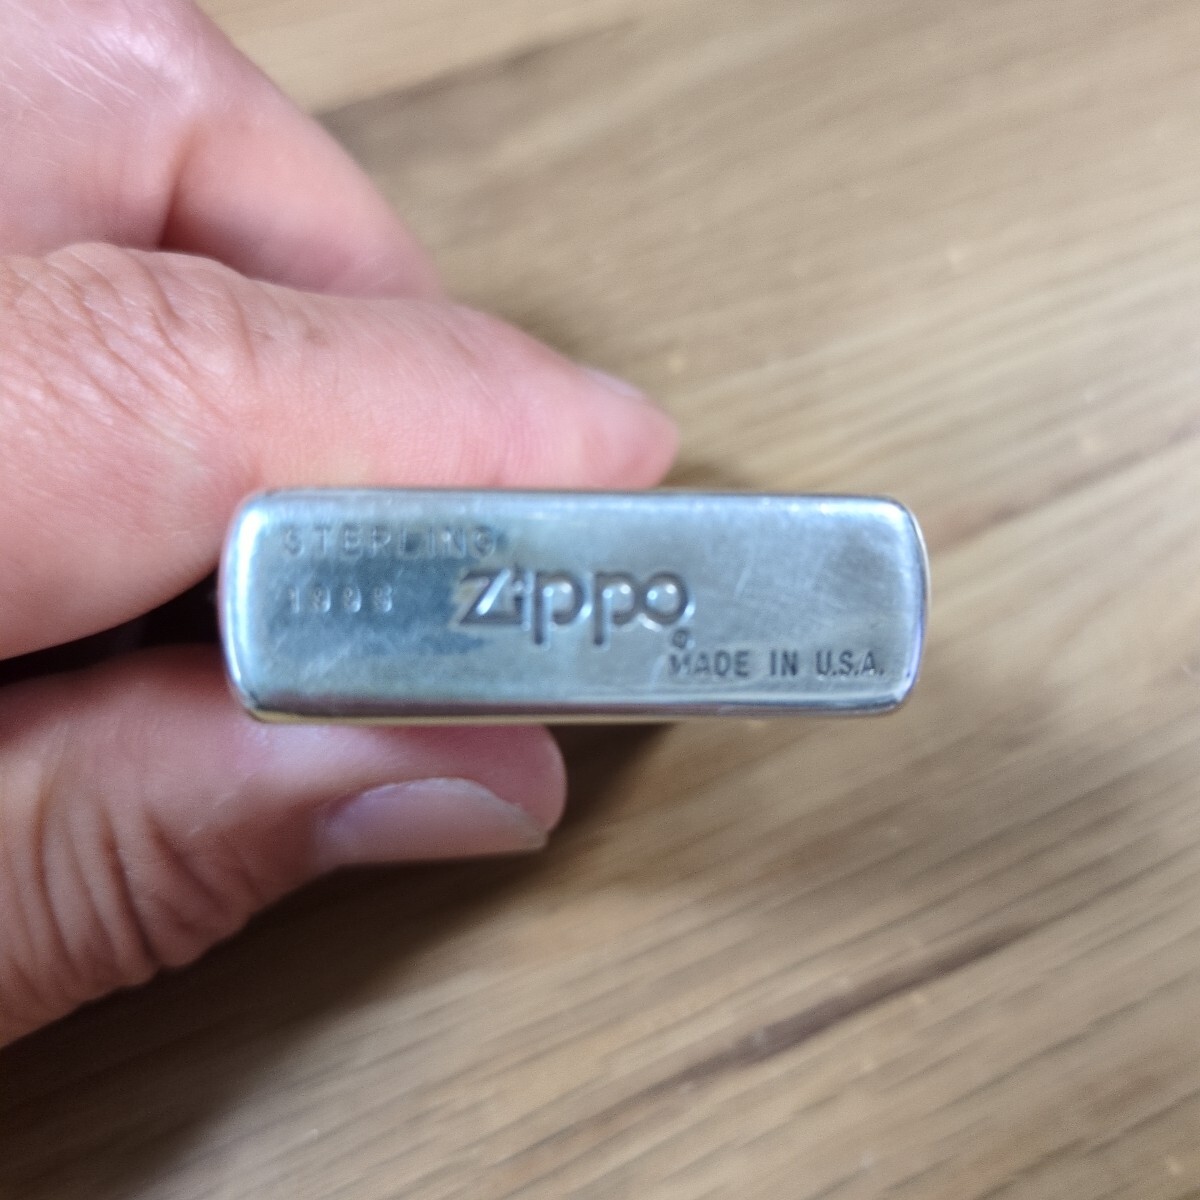 STERLING
Zippo
®
MADE IN U.S.A.